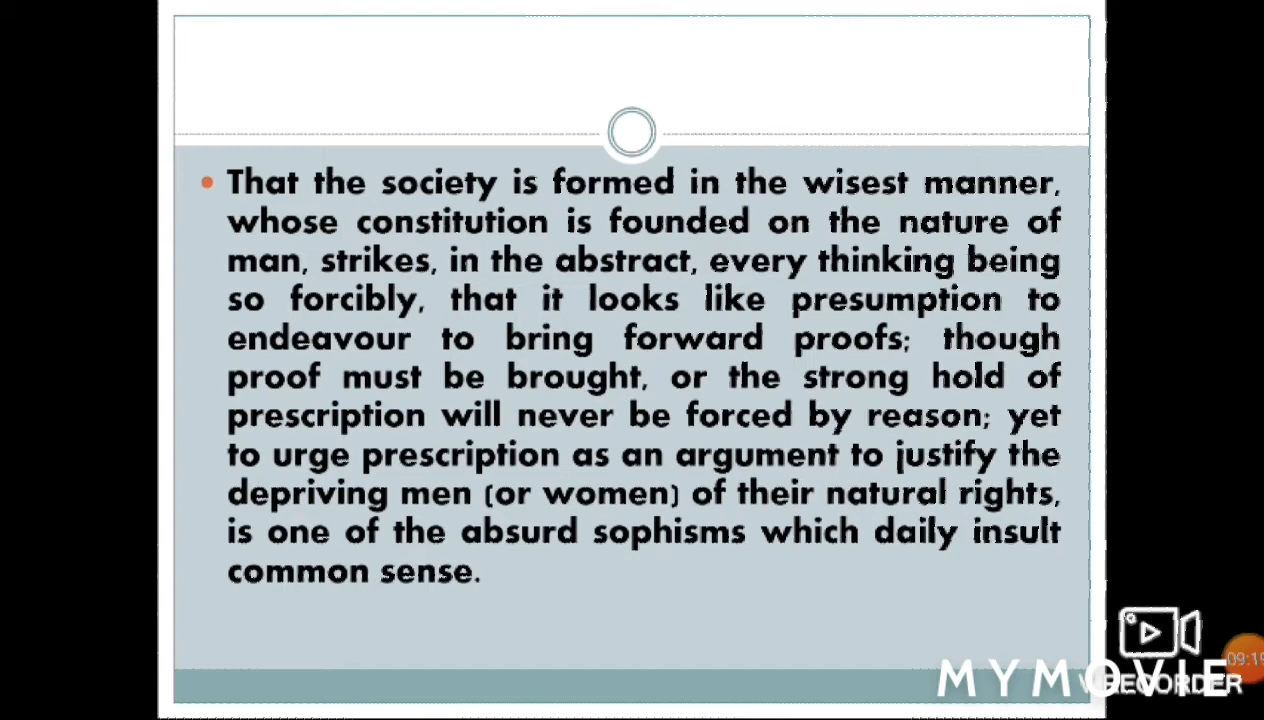 • That the society is formed in the wisest manner,
whose constitution is founded on the nature of
man, strikes, in the abstract, every thinking being
so forcibly, that it looks like presumption to
endeavour to bring forward proofs; though
proof must be brought, or the strong hold of
prescription will never be forced by reason; yet
to urge prescription as an argument to justify the
depriving men (or women) of their natural rights,
is one of the absurd sophisms which daily insult
common sense.
09:19
MYMOVIE
RECORDER